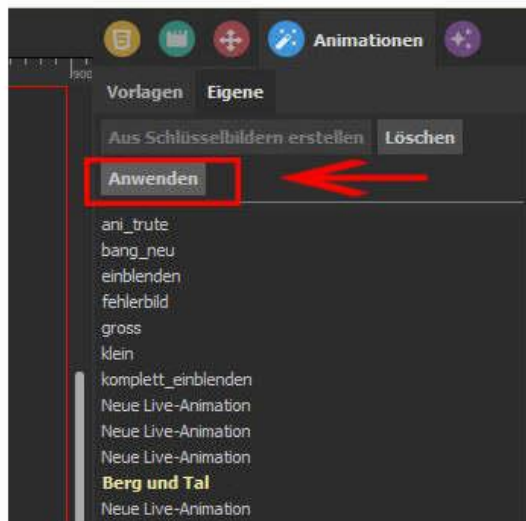 Animationen
900
Vorlagen Eigene
Aus Schlüsselbildern erstellen Löschen
Anwenden
ani_trute
bang_neu
einblenden
fehlerbild
gross
klein
komplett_einblenden
Neue Live-Animation
Neue Live-Animation
Neue Live-Animation
Berg und Tal
Neue Live-Animation